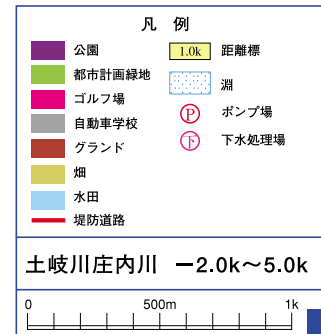 凡 例
公園
都市計画緑地
ゴルフ場
自動車学校
グランド
畑
水田
堤防道路
1.0k 距離標
淵
P ポンプ場
下 下水処理場
土岐川庄内川 −2.0k〜5.0k
0 500m 1k